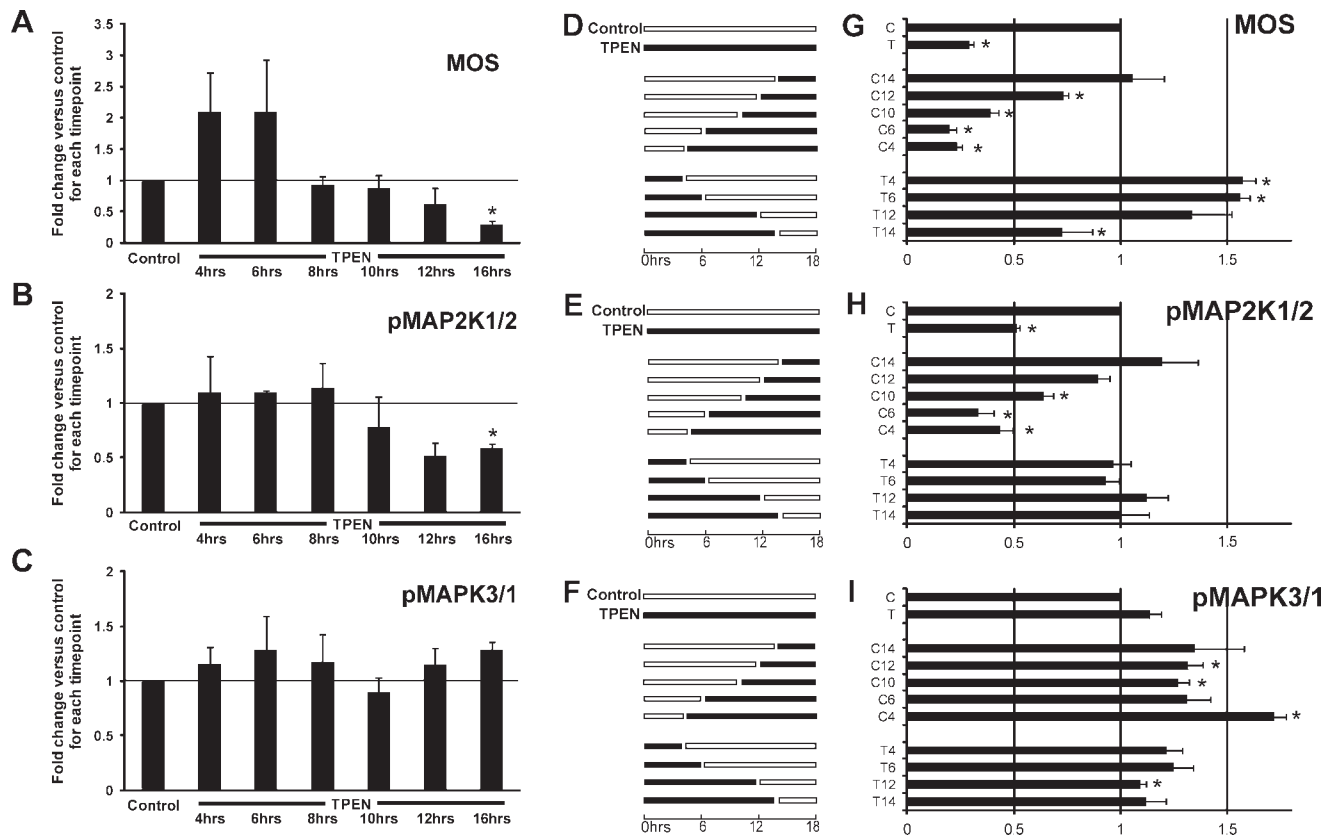 A
MOS
Fold change versus control
for each timepoint
3.5
3
2.5
2
1.5
1
0.5
0
*
Control
4hrs 6hrs 8hrs 10hrs 12hrs 16hrs
TPEN
B
pMAP2K1/2
Fold change versus control
for each timepoint
2
1.5
1
0.5
0
*
Control
4hrs 6hrs 8hrs 10hrs 12hrs 16hrs
TPEN
C
pMAPK3/1
Fold change versus control
for each timepoint
2
1.5
1
0.5
0
Control
4hrs 6hrs 8hrs 10hrs 12hrs 16hrs
TPEN
D
Control
TPEN
0hrs 6 12 18
E
Control
TPEN
0hrs 6 12 18
F
Control
TPEN
0hrs 6 12 18
G
MOS
C
T *
C14
C12 *
C10 *
C6 *
C4 *
T4 *
T6 *
T12
T14 *
0 0.5 1 1.5
H
pMAP2K1/2
C
T *
C14
C12
C10 *
C6 *
C4 *
T4
T6
T12
T14
0 0.5 1 1.5
I
pMAPK3/1
C
T
C14
C12 *
C10 *
C6
C4 *
T4
T6
T12 *
T14
0 0.5 1 1.5